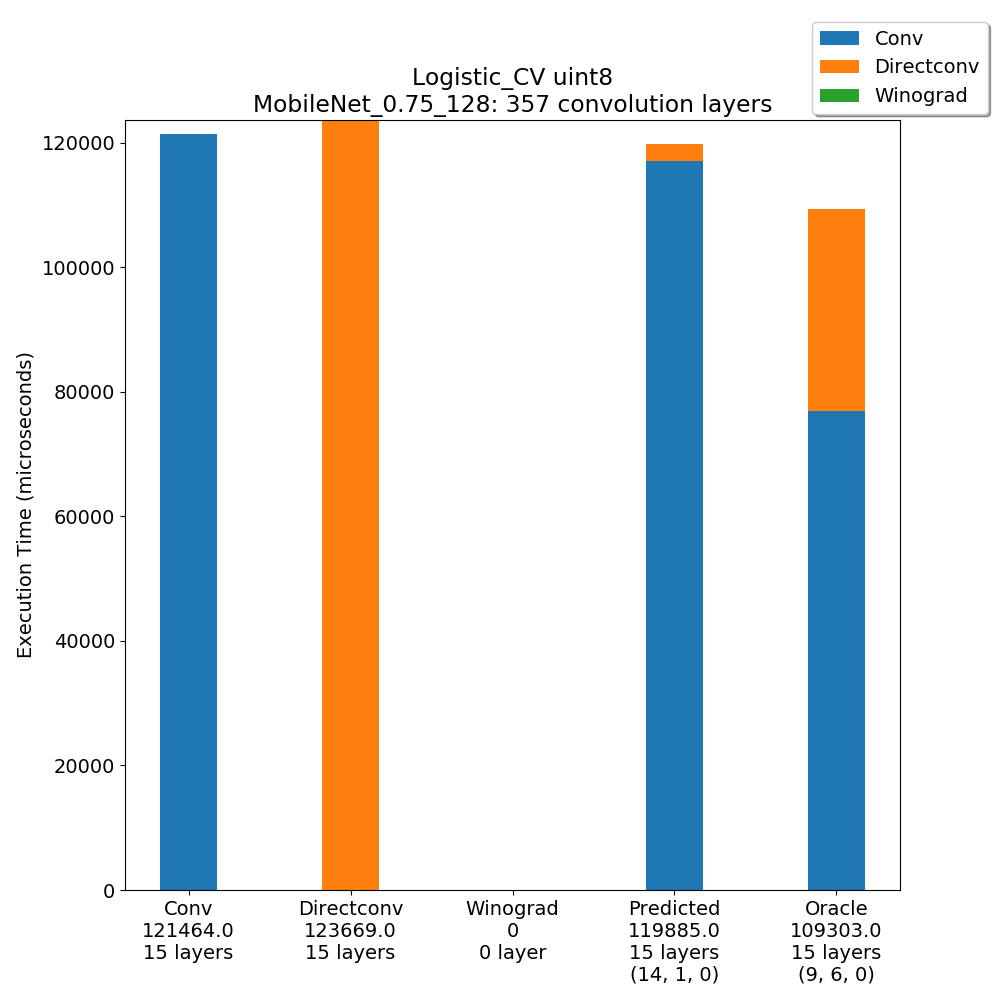 Conv
Directconv
Winograd
Logistic_CV uint8
MobileNet_0.75_128: 357 convolution layers
Execution Time (microseconds)
120000
100000
80000
60000
40000
20000
0
Conv Directconv Winograd Predicted Oracle
121464.0 123669.0 0 119885.0 109303.0
15 layers 15 layers 0 layer 15 layers 15 layers
(14, 1, 0) (9, 6, 0)